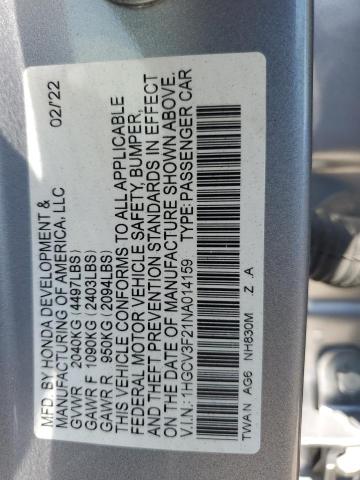 MFD. BY HONDA DEVELOPMENT & 02/'22
MANUFACTURING OF AMERICA, LLC
GVWR 2040KG(4497LBS)
GAWR F 1090KG(2403LBS)
GAWR R 950KG(2094LBS)
THIS VEHICLE CONFORMS TO ALL APPLICABLE
FEDERAL MOTOR VEHICLE SAFETY, BUMPER,
AND THEFT PREVENTION STANDARDS IN EFFECT
ON THE DATE OF MANUFACTURE SHOWN ABOVE.
V.I.N.: 1HGCV3F21NA014159 TYPE: PASSENGER CAR
TWA N AG6 NH830M Z .A